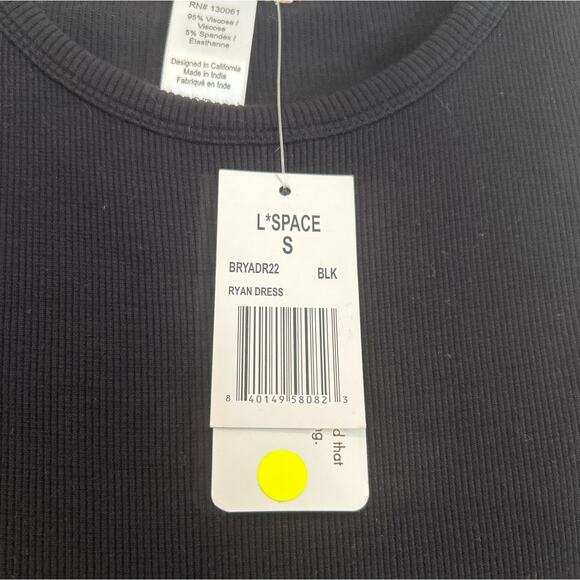 RN# 130061
95% Viscose /
Viscose
5% Spandex /
Élasthanne
Designed in California
Made in India
Fabriqué en Inde
L*SPACE
S
BRYADR22 BLK
RYAN DRESS
8 40149 58082 3
d that
ng.